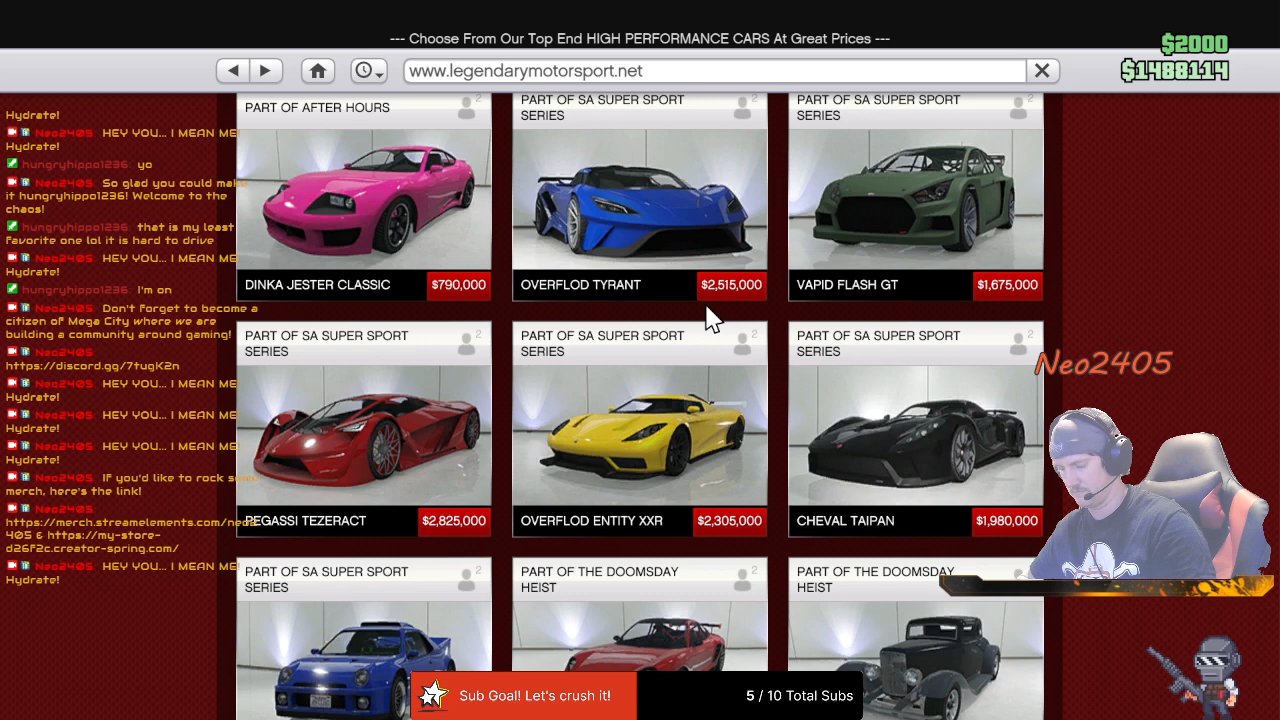 --- Choose From Our Top End HIGH PERFORMANCE CARS At Great Prices ---
$2000
$1488114
www.legendarymotorsport.net
Hydrate!
Neo2405: HEY YOU... I MEAN ME!
Hydrate!
hungryhippo1236: yo
Neo2405: So glad you could make
it hungryhippo1236! Welcome to the
chaos!
hungryhippo1236: that is my least
favorite one lol it is hard to drive
Neo2405: HEY YOU... I MEAN ME!
Hydrate!
hungryhippo1236: I'm on
Neo2405: Don't forget to become a
citizen of Mega City where we are
building a community around gaming!
Neo2405:
https://discord.gg/7tugK2n
Neo2405: HEY YOU... I MEAN ME!
Hydrate!
Neo2405: HEY YOU... I MEAN ME!
Hydrate!
Neo2405: HEY YOU... I MEAN ME!
Hydrate!
Neo2405: If you'd like to rock some
merch, here's the link!
Neo2405:
https://merch.streamelements.com/neo2
405 & https://my-store-
d26f2c.creator-spring.com/
Neo2405: HEY YOU... I MEAN ME!
Hydrate!
PART OF AFTER HOURS
2
DINKA JESTER CLASSIC
$790,000
PART OF SA SUPER SPORT
SERIES
2
OVERFLOD TYRANT
$2,515,000
PART OF SA SUPER SPORT
SERIES
2
VAPID FLASH GT
$1,675,000
PART OF SA SUPER SPORT
SERIES
2
PEGASSI TEZERACT
$2,825,000
PART OF SA SUPER SPORT
SERIES
2
OVERFLOD ENTITY XXR
$2,305,000
PART OF SA SUPER SPORT
SERIES
2
CHEVAL TAIPAN
$1,980,000
PART OF SA SUPER SPORT
SERIES
2
PART OF THE DOOMSDAY
HEIST
2
PART OF THE DOOMSDAY
HEIST
2
Neo2405
Sub Goal! Let's crush it!
5 / 10 Total Subs